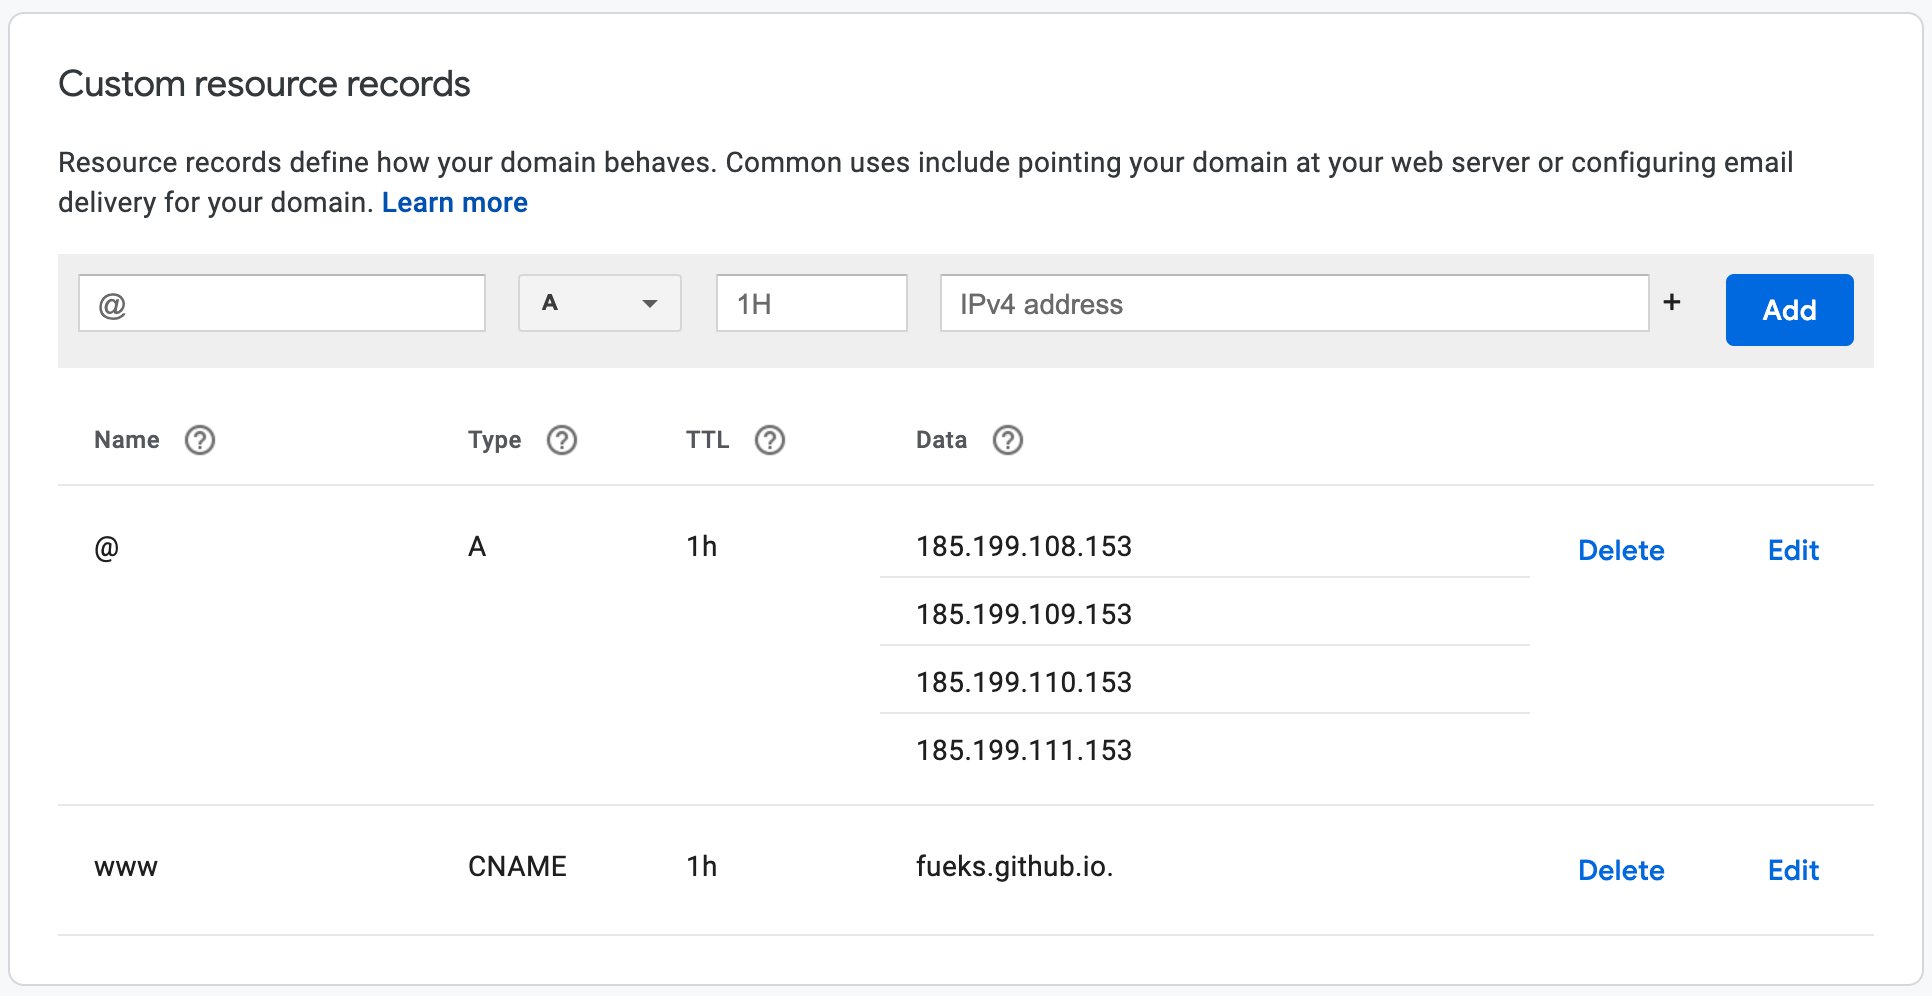 Custom resource records
Resource records define how your domain behaves. Common uses include pointing your domain at your web server or configuring email
delivery for your domain. Learn more
@ A 1H IPv4 address + Add
Name ? Type ? TTL ? Data ?
@ A 1h 185.199.108.153 Delete Edit
185.199.109.153
185.199.110.153
185.199.111.153
www CNAME 1h fueks.github.io. Delete Edit